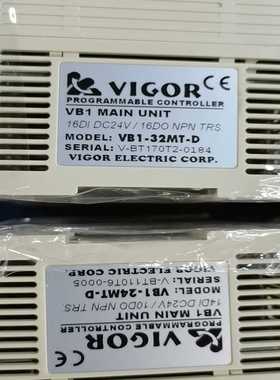 VIGOR
PROGRAMMABLE CONTROLLER
VB1 MAIN UNIT
16DI DC24V / 16DO NPN TRS
MODEL: VB1-32MT-D
SERIAL: V-BT170T2-0184
VIGOR ELECTRIC CORP.
VIGOR
PROGRAMMABLE CONTROLLER
VB1 MAIN UNIT
14DI DC24V / 10DO NPN TRS
MODEL: VB1-24MT-D
SERIAL: V-BT110T6-0005
VIGOR ELECTRIC CORP.